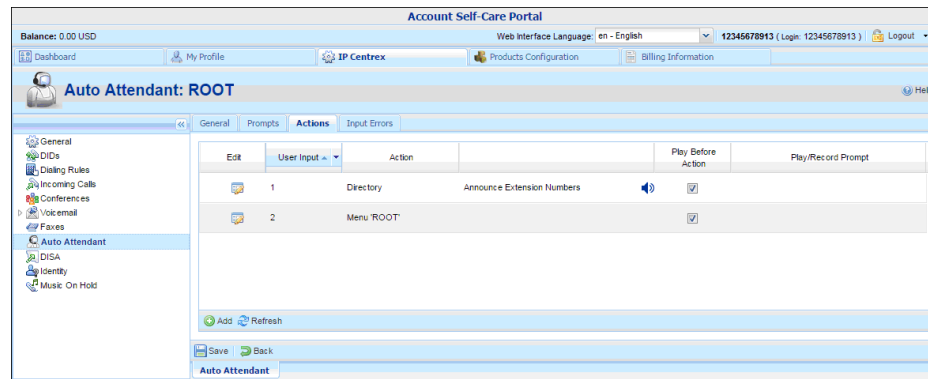 Account Self-Care Portal
Balance: 0.00 USD Web Interface Language: en - English 12345678913 ( Login: 12345678913 ) Logout
Dashboard My Profile IP Centrex Products Configuration Billing Information
Auto Attendant: ROOT
Hel
General Prompts Actions Input Errors
General
DIDs
Dialing Rules
Incoming Calls
Conferences
Voicemail
Faxes
Auto Attendant
DISA
Identity
Music On Hold
Edit User Input Action Play Before Action Play/Record Prompt
1 Directory Announce Extension Numbers
2 Menu 'ROOT'
Add Refresh
Save Back
Auto Attendant